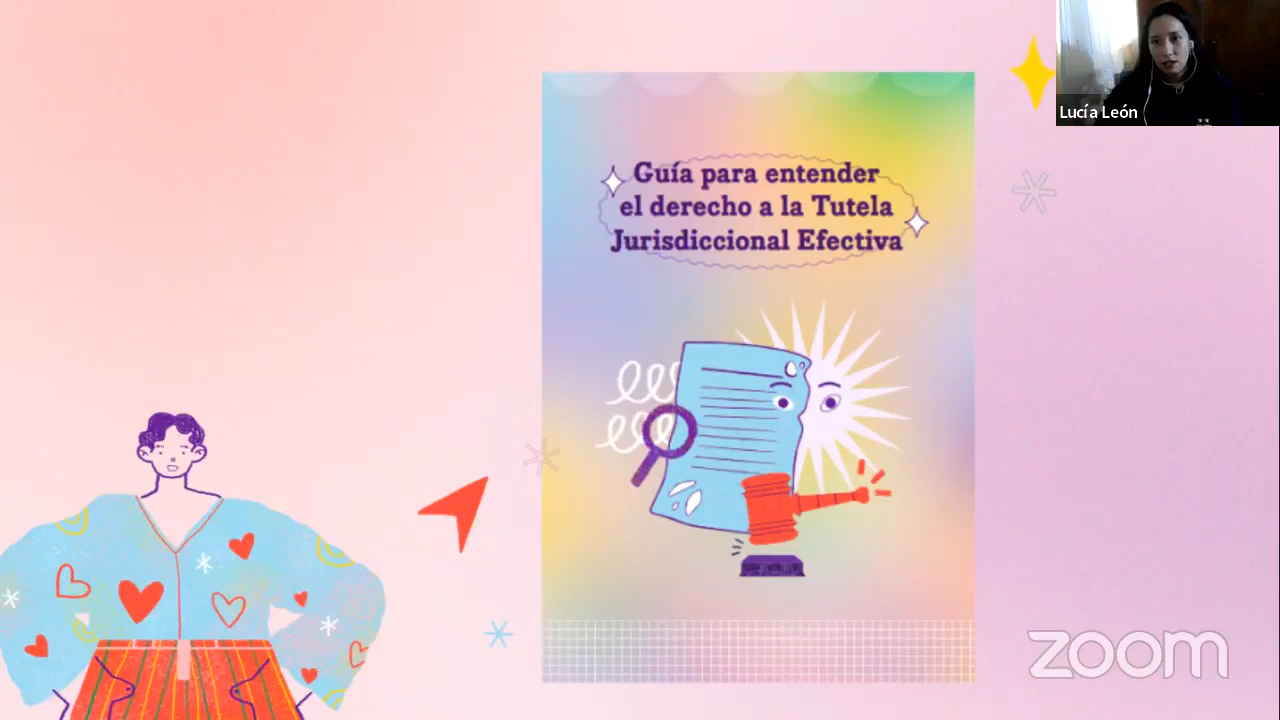 Lucía León
Guía para entender
el derecho a la Tutela
Jurisdiccional Efectiva
zoom